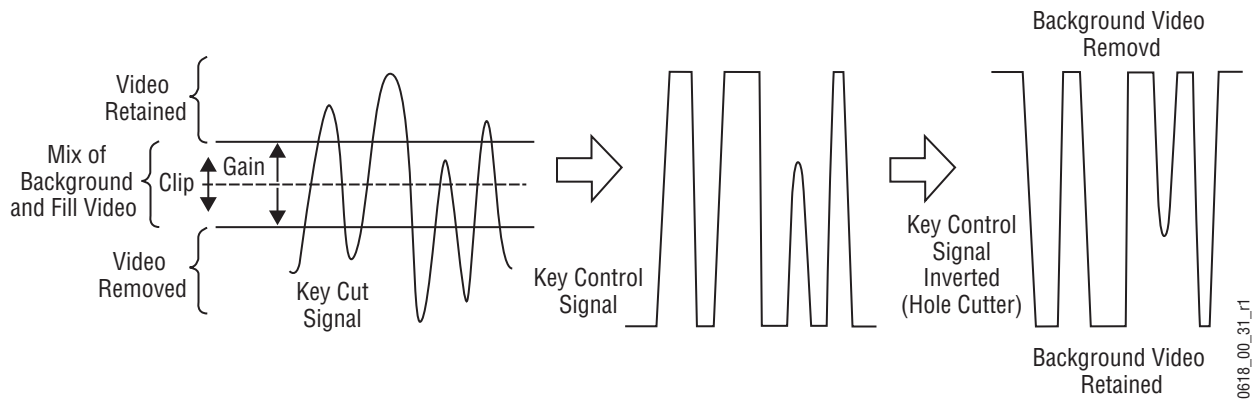 Video
Retained
Mix of
Background
and Fill Video
Clip
Gain
Video
Removed
Key Cut
Signal
Key Control
Signal
Key Control
Signal
Inverted
(Hole Cutter)
Background Video
Removd
Background Video
Retained
0618_00_31_r1